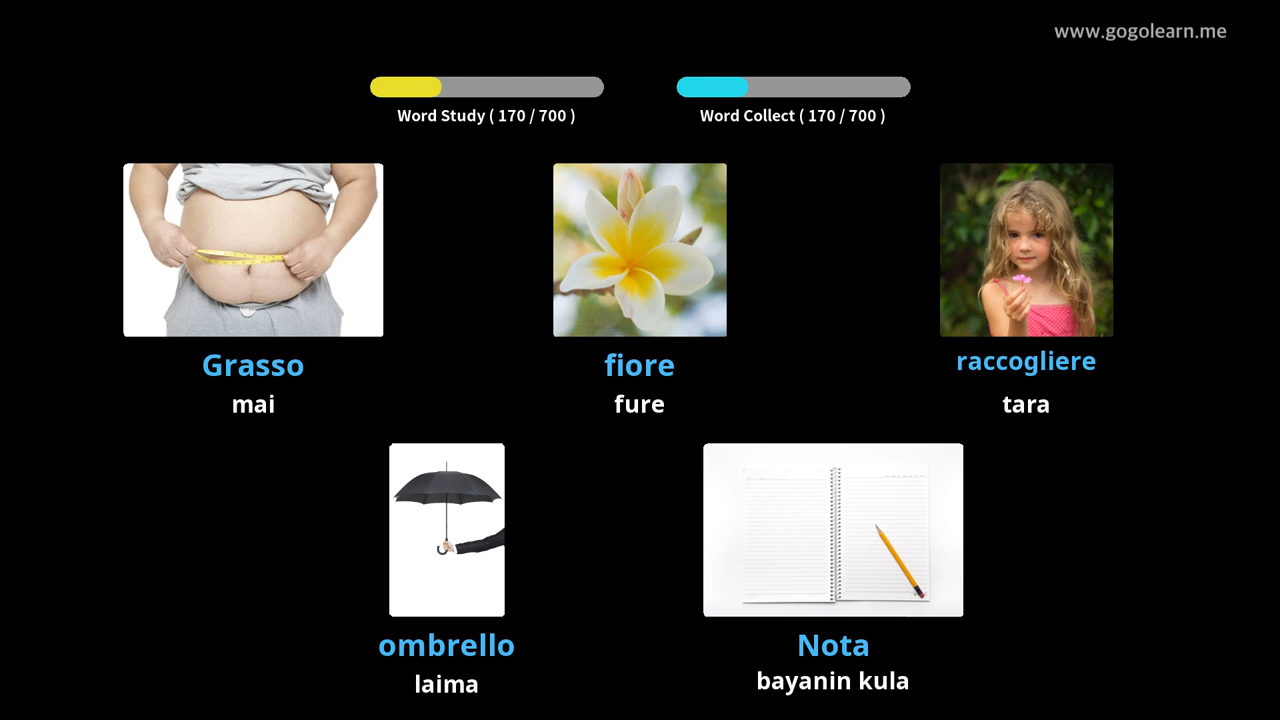 www.gogolearn.me
Word Study ( 170 / 700 )
Word Collect ( 170 / 700 )
Grasso
mai
fiore
fure
raccogliere
tara
ombrello
laima
Nota
bayanin kula